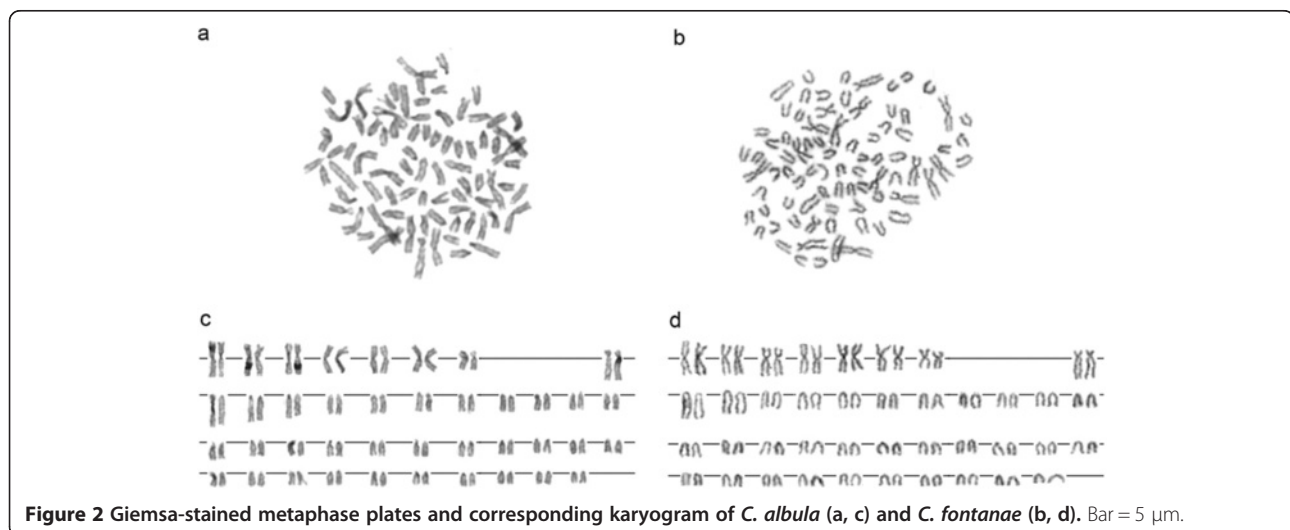 a
b
c
d
Figure 2 Giemsa-stained metaphase plates and corresponding karyogram of C. albula (a, c) and C. fontanae (b, d). Bar = 5 μm.